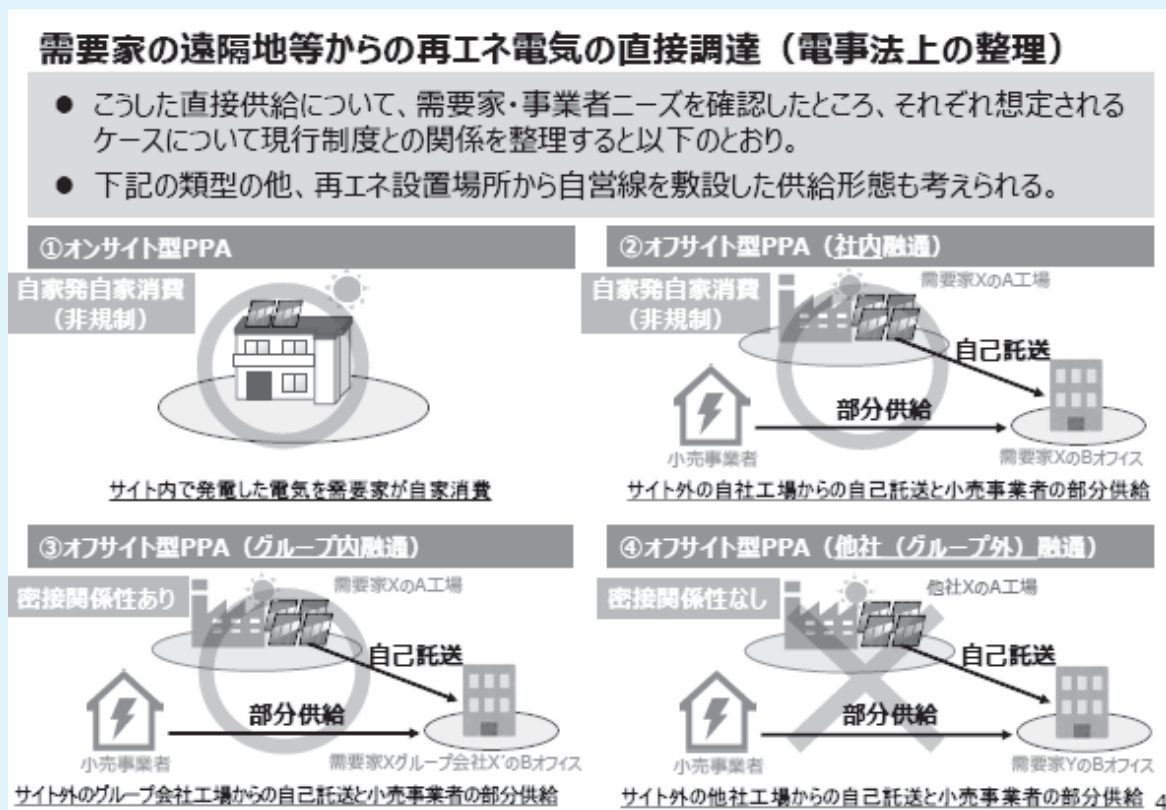 需要家の遠隔地等からの再エネ電気の直接調達（電事法上の整理）
● こうした直接供給について、需要家・事業者ニーズを確認したところ、それぞれ想定される
ケースについて現行制度との関係を整理すると以下のとおり。
● 下記の類型の他、再エネ設置場所から自営線を敷設した供給形態も考えられる。
①オンサイト型PPA
自家発自家消費
（非規制）
サイト内で発電した電気を需要家が自家消費
②オフサイト型PPA（社内融通）
自家発自家消費
（非規制）
需要家XのA工場
自己託送
部分供給
小売事業者
需要家XのBオフィス
サイト外の自社工場からの自己託送と小売事業者の部分供給
③オフサイト型PPA（グループ内融通）
密接関係性あり
需要家XのA工場
自己託送
部分供給
小売事業者
需要家Xグループ会社X'のBオフィス
サイト外のグループ会社工場からの自己託送と小売事業者の部分供給
④オフサイト型PPA（他社（グループ外）融通）
密接関係性なし
他社XのA工場
自己託送
部分供給
小売事業者
需要家YのBオフィス
サイト外の他社工場からの自己託送と小売事業者の部分供給
4